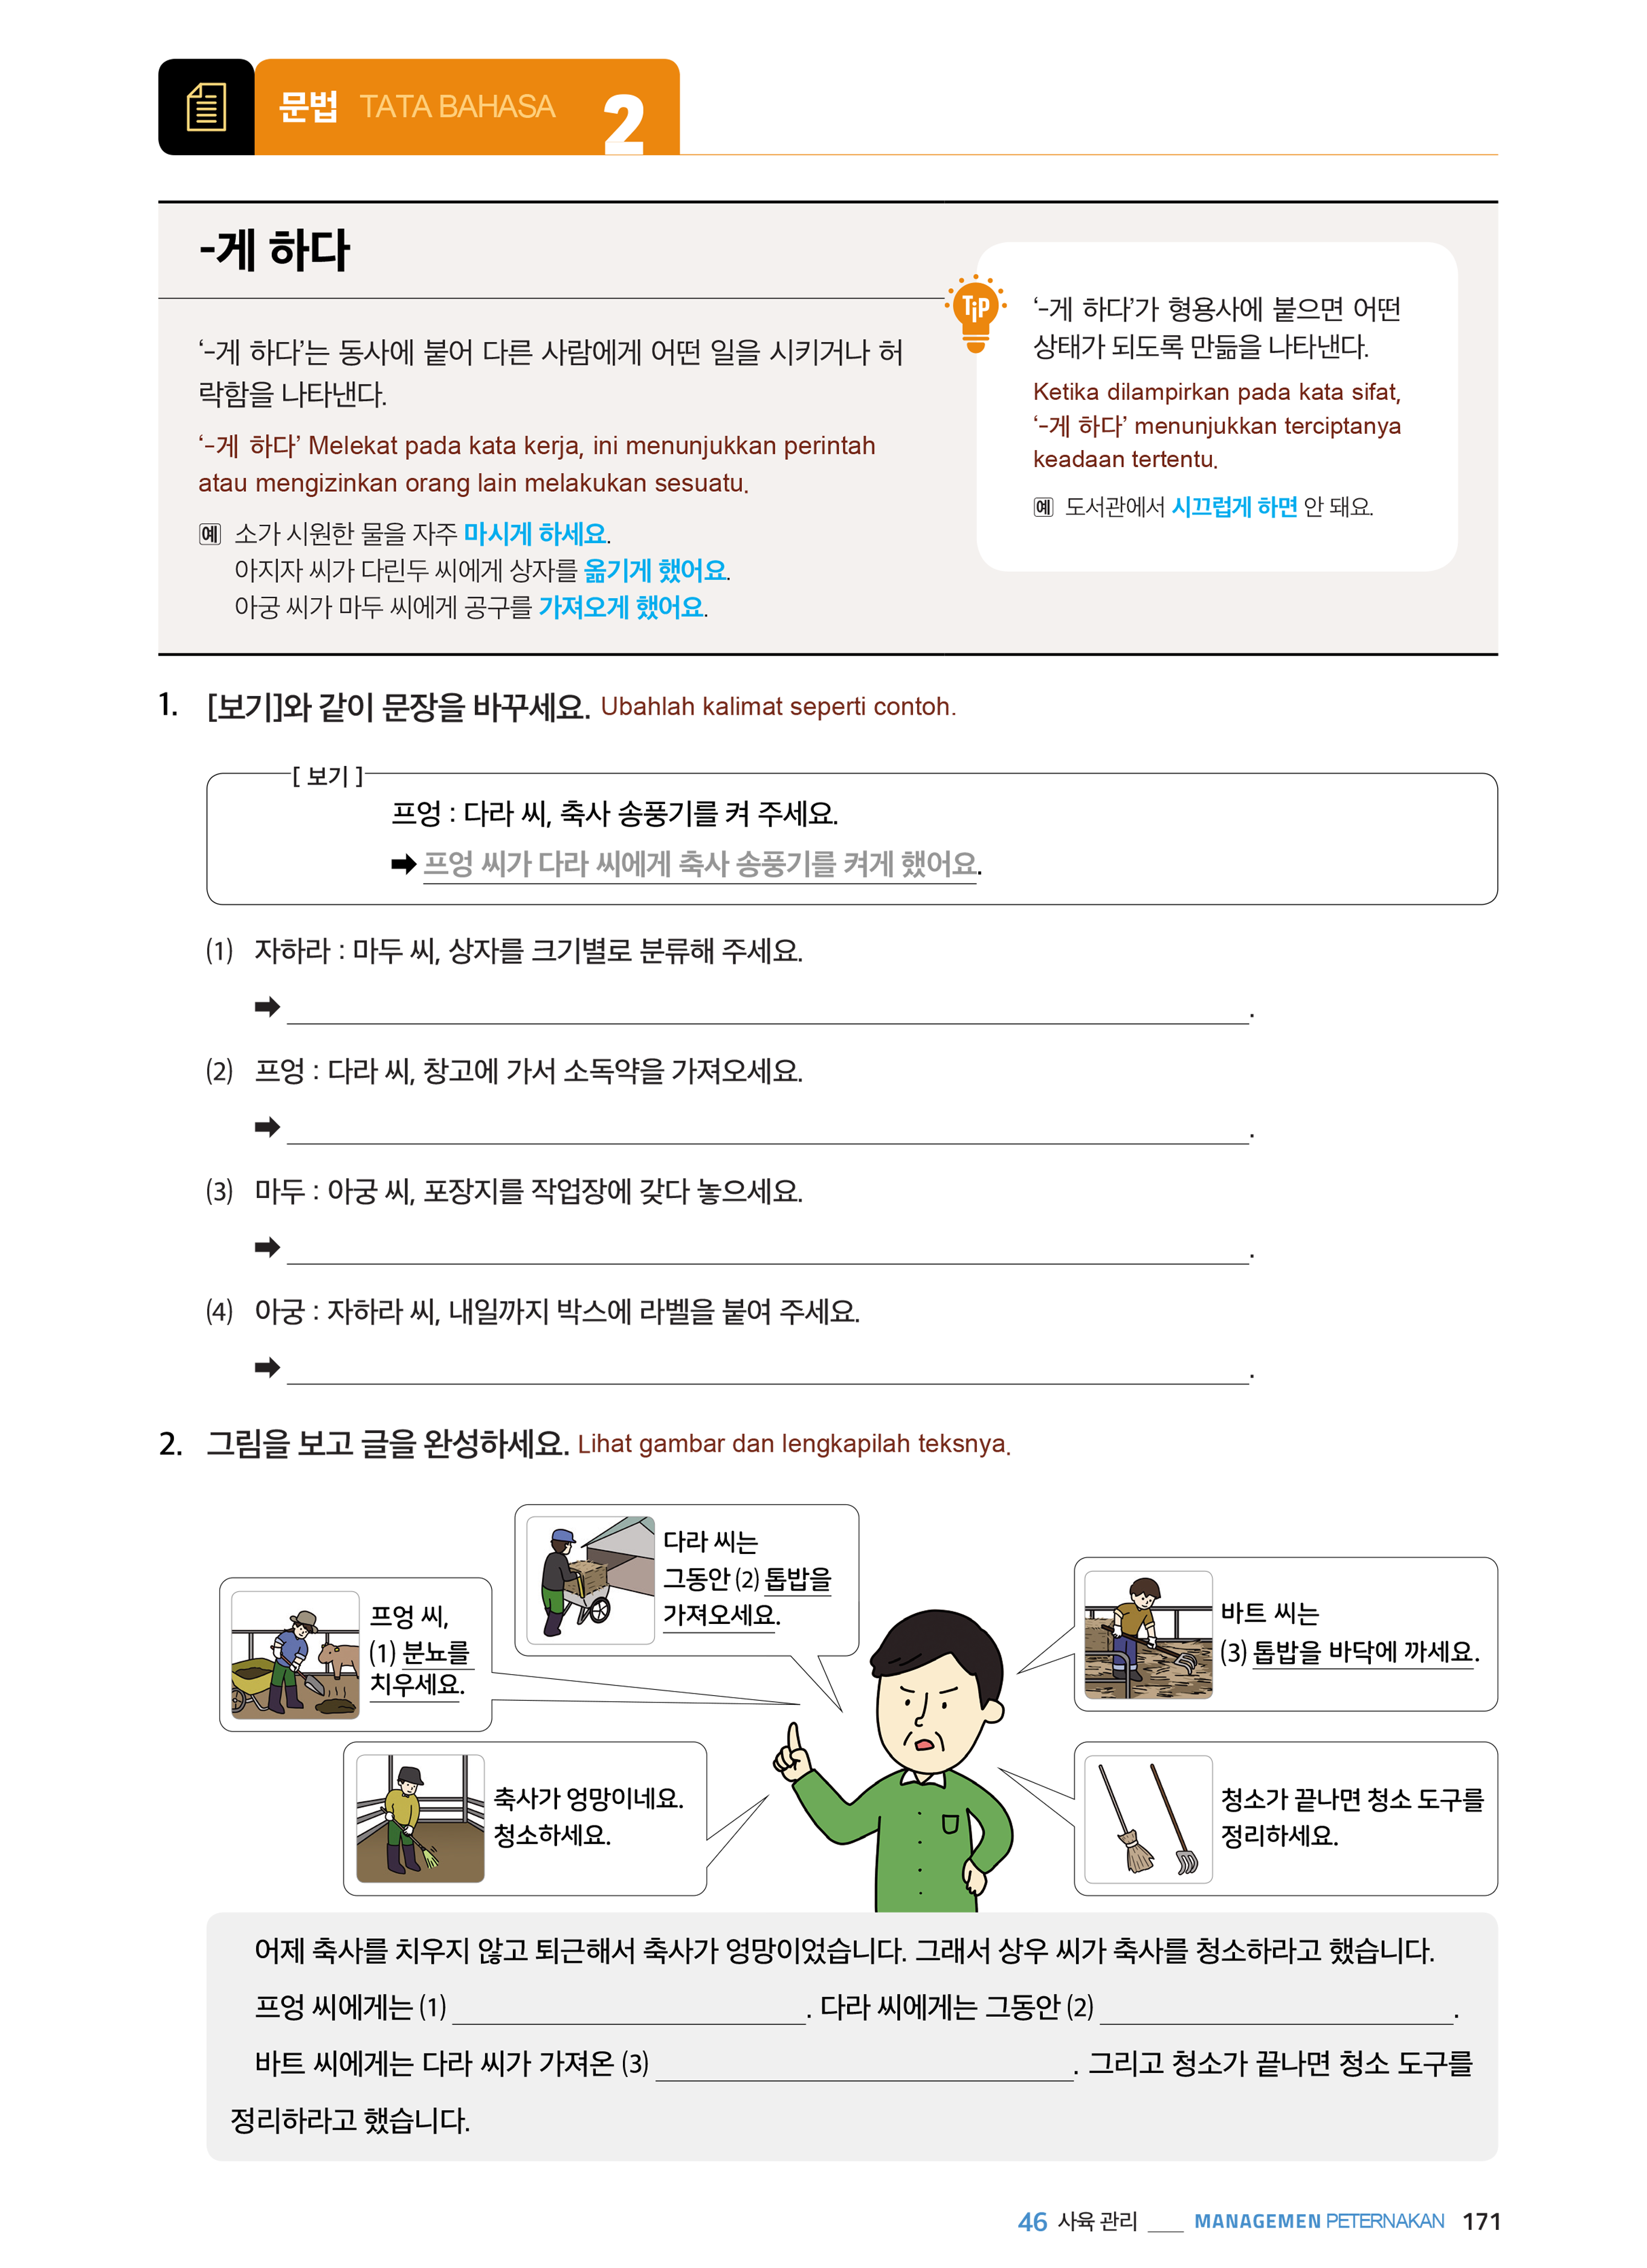 문법 TATA BAHASA 2
-게 하다
‘-게 하다’는 동사에 붙어 다른 사람에게 어떤 일을 시키거나 허
락함을 나타낸다.
‘-게 하다’ Melekat pada kata kerja, ini menunjukkan perintah
atau mengizinkan orang lain melakukan sesuatu.
예 소가 시원한 물을 자주 마시게 하세요.
아지자 씨가 다린두 씨에게 상자를 옮기게 했어요.
아궁 씨가 마두 씨에게 공구를 가져오게 했어요.
TiP
‘-게 하다’가 형용사에 붙으면 어떤
상태가 되도록 만듦을 나타낸다.
Ketika dilampirkan pada kata sifat,
‘-게 하다’ menunjukkan terciptanya
keadaan tertentu.
예 도서관에서 시끄럽게 하면 안 돼요.
1. [보기]와 같이 문장을 바꾸세요. Ubahlah kalimat seperti contoh.
[ 보기 ]
프엉 : 다라 씨, 축사 송풍기를 켜 주세요.
➡ 프엉 씨가 다라 씨에게 축사 송풍기를 켜게 했어요.
(1) 자하라 : 마두 씨, 상자를 크기별로 분류해 주세요.
➡ .
(2) 프엉 : 다라 씨, 창고에 가서 소독약을 가져오세요.
➡ .
(3) 마두 : 아궁 씨, 포장지를 작업장에 갖다 놓으세요.
➡ .
(4) 아궁 : 자하라 씨, 내일까지 박스에 라벨을 붙여 주세요.
➡ .
2. 그림을 보고 글을 완성하세요. Lihat gambar dan lengkapilah teksnya.
다라 씨는
그동안 (2) 톱밥을
가져오세요.
프엉 씨,
(1) 분뇨를
치우세요.
바트 씨는
(3) 톱밥을 바닥에 까세요.
축사가 엉망이네요.
청소하세요.
청소가 끝나면 청소 도구를
정리하세요.
어제 축사를 치우지 않고 퇴근해서 축사가 엉망이었습니다. 그래서 상우 씨가 축사를 청소하라고 했습니다.
프엉 씨에게는 (1) . 다라 씨에게는 그동안 (2) .
바트 씨에게는 다라 씨가 가져온 (3) . 그리고 청소가 끝나면 청소 도구를
정리하라고 했습니다.
46 사육 관리 ___ MANAGEMEN PETERNAKAN 171